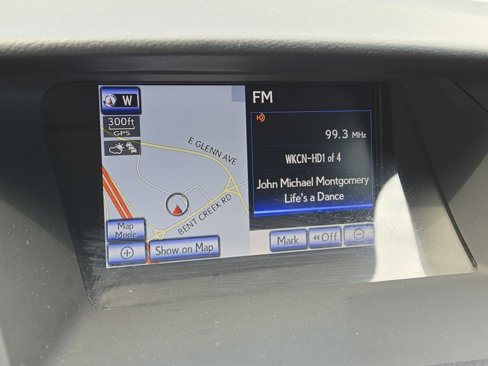 W
300ft
GPS
E GLENN AVE
BENT CREEK RD
Map
Mode
Show on Map
FM
HD
99.3 MHz
WKCN-HD1 of 4
John Michael Montgomery
Life's a Dance
Mark
Off